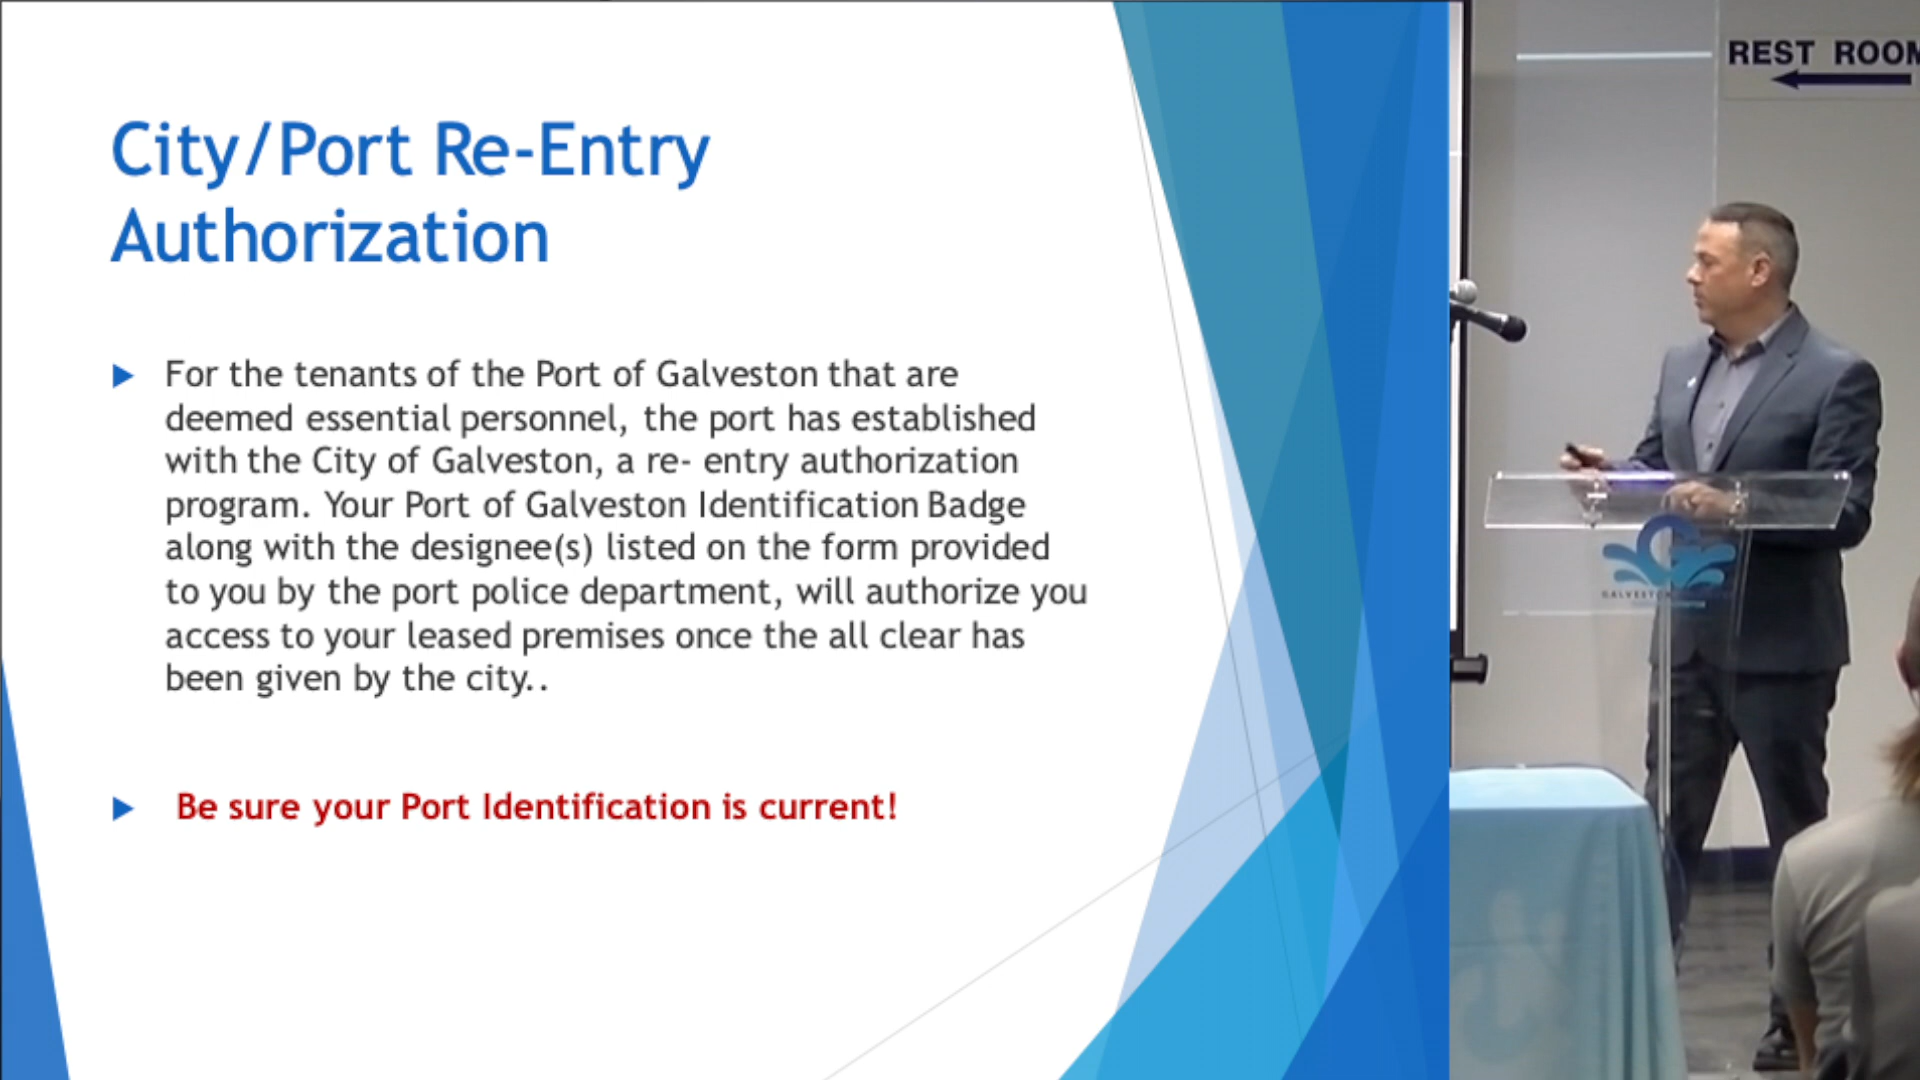 City/Port Re-Entry
Authorization
For the tenants of the Port of Galveston that are
deemed essential personnel, the port has established
with the City of Galveston, a re- entry authorization
program. Your Port of Galveston Identification Badge
along with the designee(s) listed on the form provided
to you by the port police department, will authorize you
access to your leased premises once the all clear has
been given by the city..
Be sure your Port Identification is current!
REST ROOM